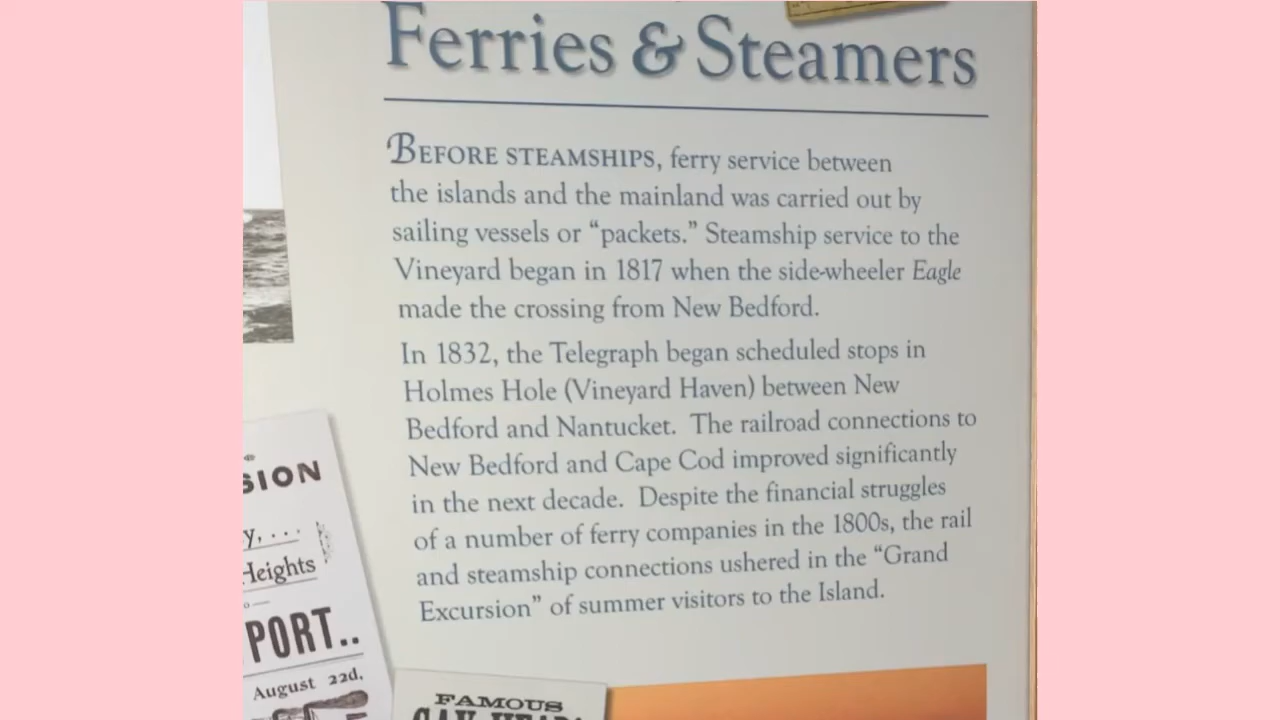 Ferries & Steamers
BEFORE STEAMSHIPS, ferry service between
the islands and the mainland was carried out by
sailing vessels or “packets.” Steamship service to the
Vineyard began in 1817 when the side-wheeler Eagle
made the crossing from New Bedford.
In 1832, the Telegraph began scheduled stops in
Holmes Hole (Vineyard Haven) between New
Bedford and Nantucket. The railroad connections to
New Bedford and Cape Cod improved significantly
in the next decade. Despite the financial struggles
of a number of ferry companies in the 1800s, the rail
and steamship connections ushered in the “Grand
Excursion” of summer visitors to the Island.
SION
y, . . .
Heights
PORT..
August 22d,
FAMOUS